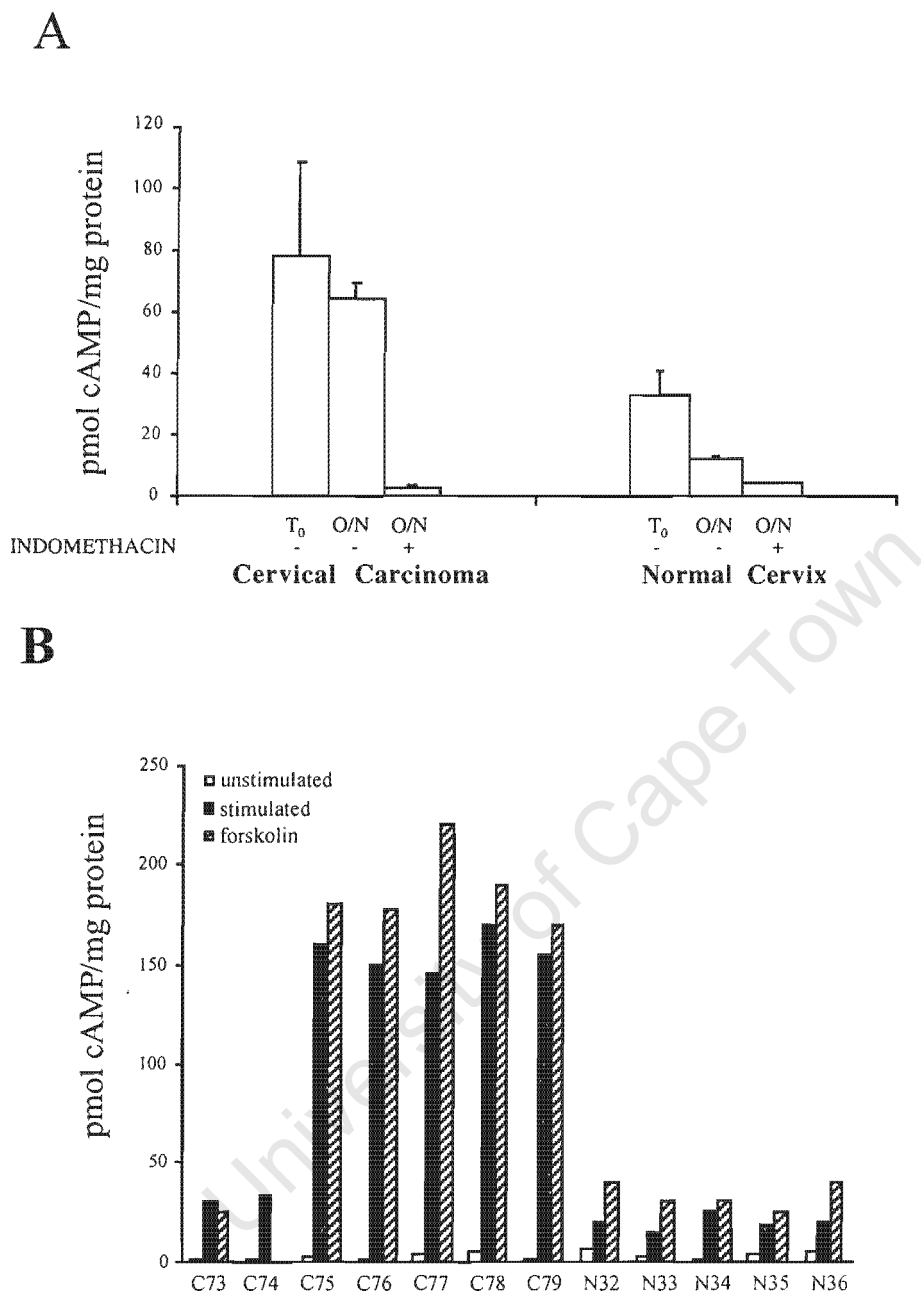 A
pmol cAMP/mg protein
120
100
80
60
40
20
0
T0 O/N O/N T0 O/N O/N
INDOMETHACIN - - + - - +
Cervical Carcinoma Normal Cervix
B
pmol cAMP/mg protein
250
200
150
100
50
0
unstimulated
stimulated
forskolin
C73 C74 C75 C76 C77 C78 C79 N32 N33 N34 N35 N36
University of Cape Town